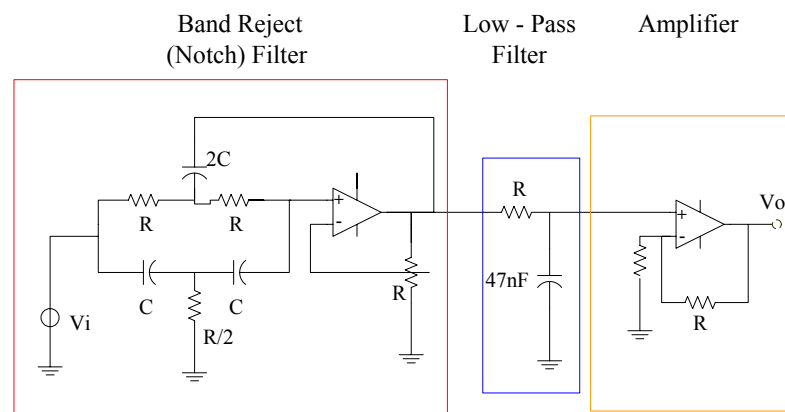 Band Reject
(Notch) Filter
Low - Pass
Filter
Amplifier
2C
R
R
+
-
C
C
R/2
Vi
R
R
47nF
+
-
R
Vo